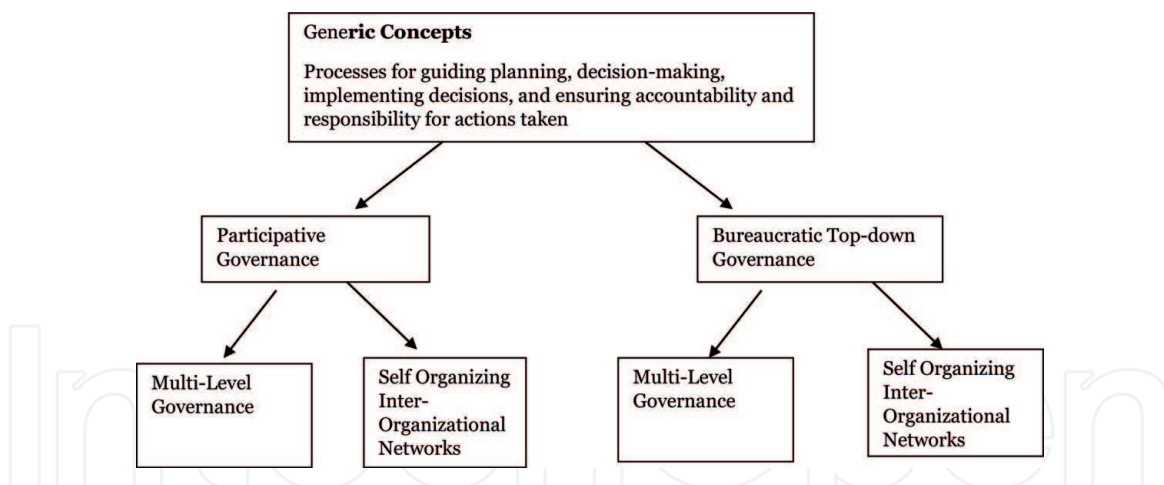 Generic Concepts
Processes for guiding planning, decision-making,
implementing decisions, and ensuring accountability and
responsibility for actions taken
Participative
Governance
Bureaucratic Top-down
Governance
Multi-Level
Governance
Self Organizing
Inter-
Organizational
Networks
Multi-Level
Governance
Self Organizing
Inter-
Organizational
Networks